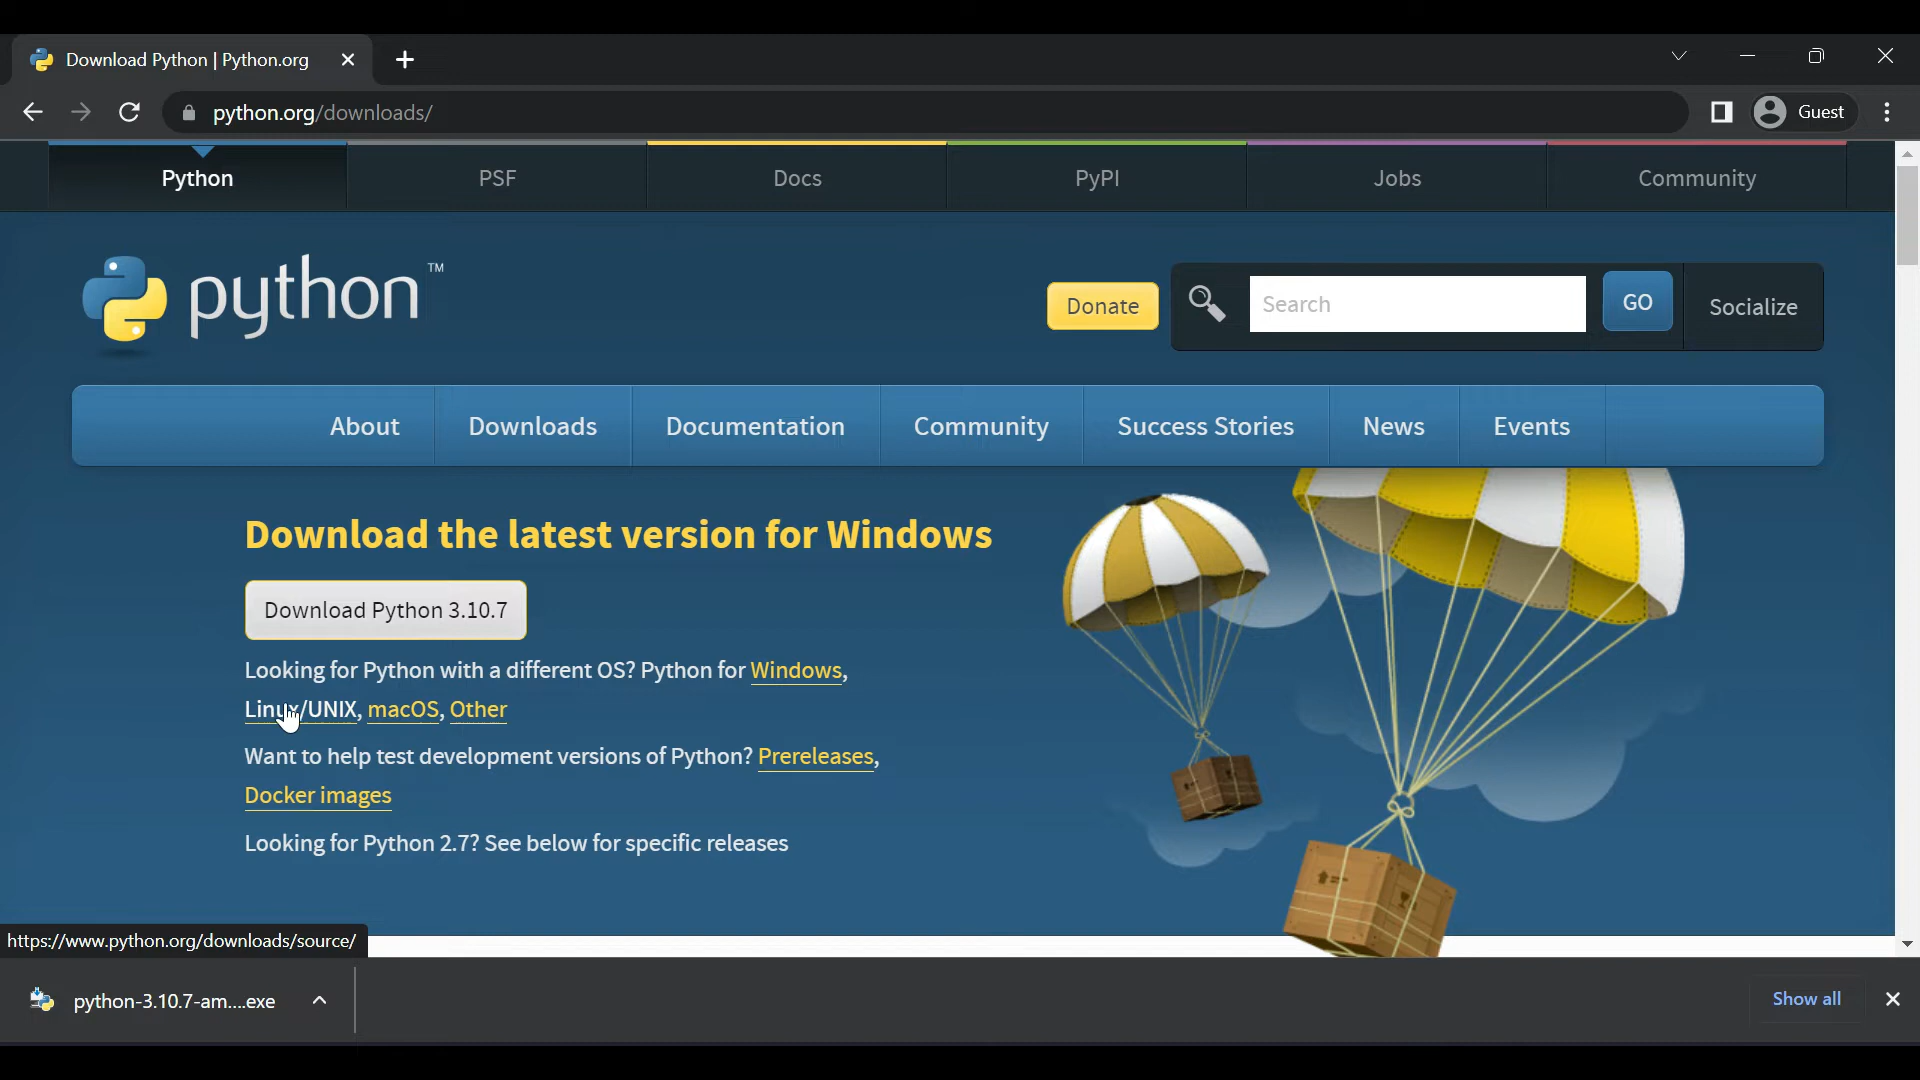 Download Python | Python.org
python.org/downloads/
Guest
Python
PSF
Docs
PyPI
Jobs
Community
python™
Donate
Search
GO
Socialize
About
Downloads
Documentation
Community
Success Stories
News
Events
Download the latest version for Windows
Download Python 3.10.7
Looking for Python with a different OS? Python for Windows,
Linux/UNIX, macOS, Other
Want to help test development versions of Python? Prereleases,
Docker images
Looking for Python 2.7? See below for specific releases
https://www.python.org/downloads/source/
python-3.10.7-am....exe
Show all